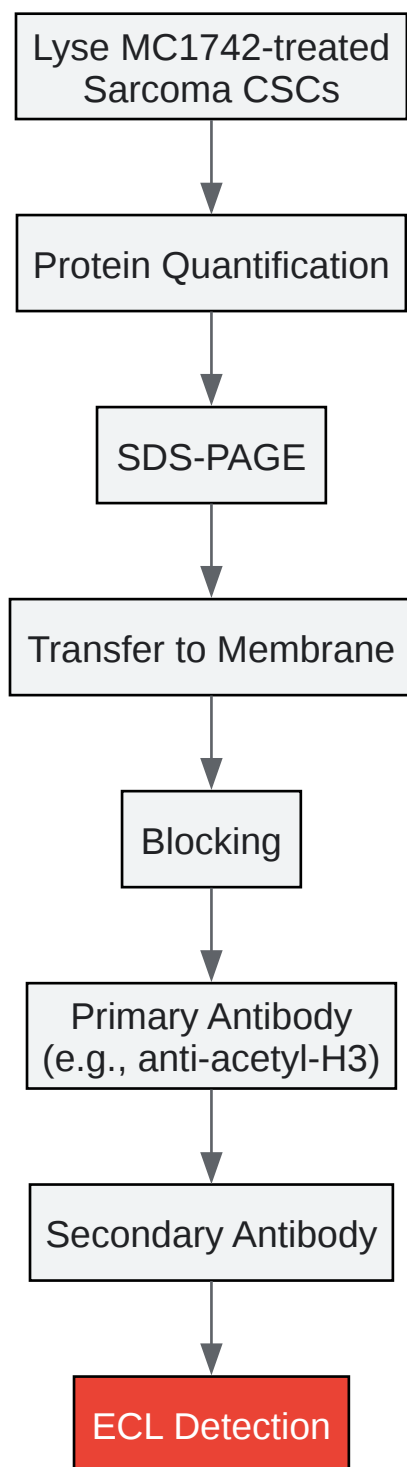 Lyse MC1742-treated
Sarcoma CSCs
Protein Quantification
SDS-PAGE
Transfer to Membrane
Blocking
Primary Antibody
(e.g., anti-acetyl-H3)
Secondary Antibody
ECL Detection